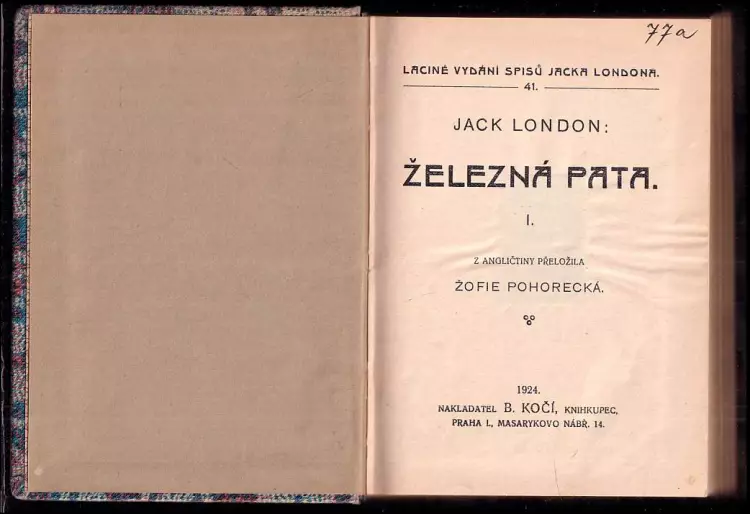 77a
LACINÉ VYDÁNÍ SPISŮ JACKA LONDONA.
41.
JACK LONDON:
ŽELEZNÁ PATA.
I.
Z ANGLIČTINY PŘELOŽILA
ŽOFIE POHORECKÁ.
1924.
NAKLADATEL B. KOČÍ, KNIHKUPEC,
PRAHA I., MASARYKOVO NÁBŘ. 14.